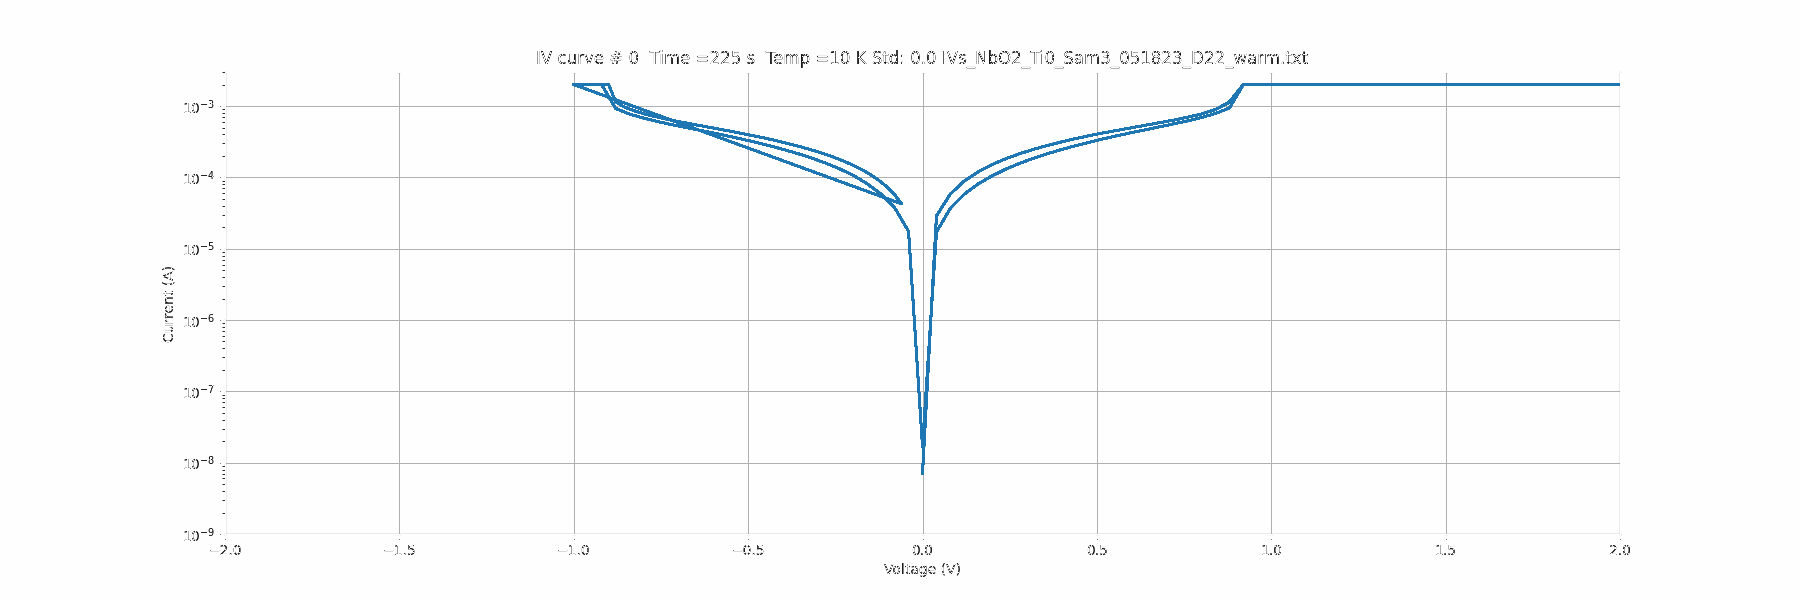 IV curve # 0 Time =225 s Temp =10 K Std: 0.0 IVs_NbO2_Ti0_Sam3_051823_D22_warm.txt
10⁻³
10⁻⁴
10⁻⁵
10⁻⁶
10⁻⁷
10⁻⁸
10⁻⁹
Current (A)
−2.0 −1.5 −1.0 −0.5 0.0 0.5 1.0 1.5 2.0
Voltage (V)